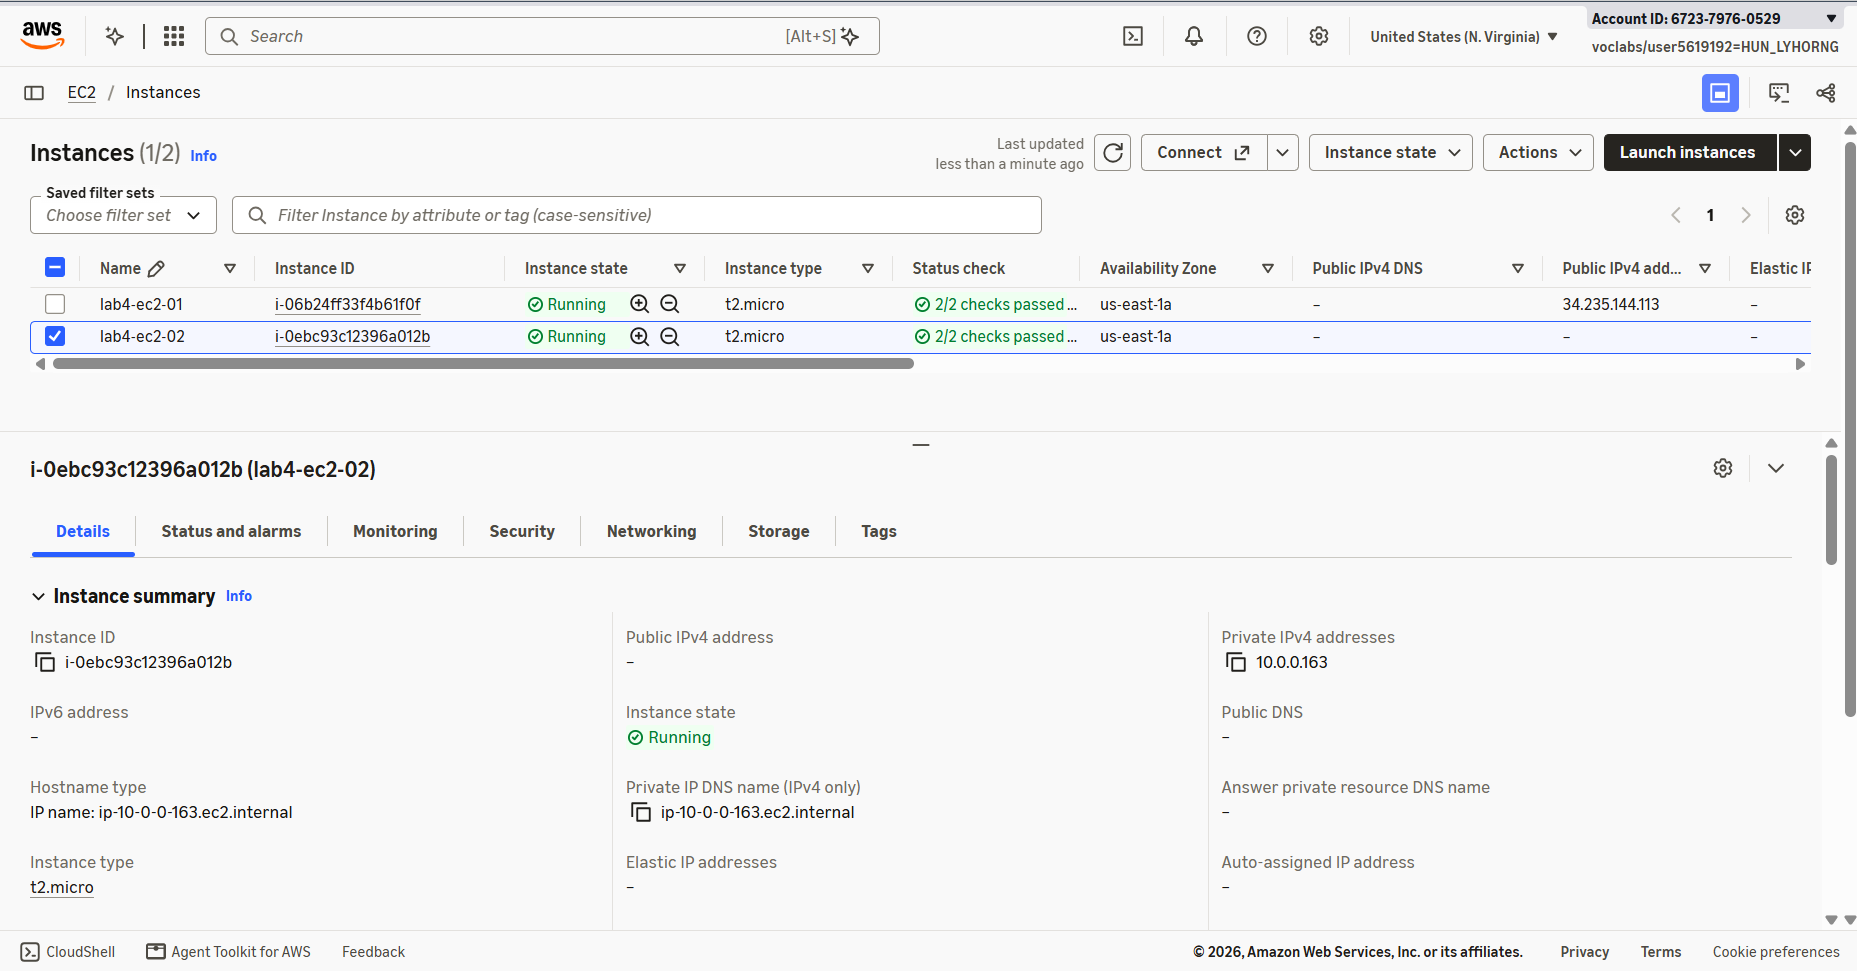 aws
Search [Alt+S]
United States (N. Virginia)
Account ID: 6723-7976-0529
voclabs/user5619192=HUN_LYHORNG
EC2 / Instances
Instances (1/2) Info
Last updated
less than a minute ago
Connect
Instance state
Actions
Launch instances
Saved filter sets
Choose filter set
Filter Instance by attribute or tag (case-sensitive)
1
Name Instance ID Instance state Instance type Status check Availability Zone Public IPv4 DNS Public IPv4 add... Elastic IP
lab4-ec2-01 i-06b24ff33f4b61f0f Running t2.micro 2/2 checks passed ... us-east-1a – 34.235.144.113 –
lab4-ec2-02 i-0ebc93c12396a012b Running t2.micro 2/2 checks passed ... us-east-1a – – –
i-0ebc93c12396a012b (lab4-ec2-02)
Details Status and alarms Monitoring Security Networking Storage Tags
Instance summary Info
Instance ID
i-0ebc93c12396a012b
Public IPv4 address
–
Private IPv4 addresses
10.0.0.163
IPv6 address
–
Instance state
Running
Public DNS
–
Hostname type
IP name: ip-10-0-0-163.ec2.internal
Private IP DNS name (IPv4 only)
ip-10-0-0-163.ec2.internal
Answer private resource DNS name
–
Instance type
t2.micro
Elastic IP addresses
–
Auto-assigned IP address
–
CloudShell Agent Toolkit for AWS Feedback © 2026, Amazon Web Services, Inc. or its affiliates. Privacy Terms Cookie preferences